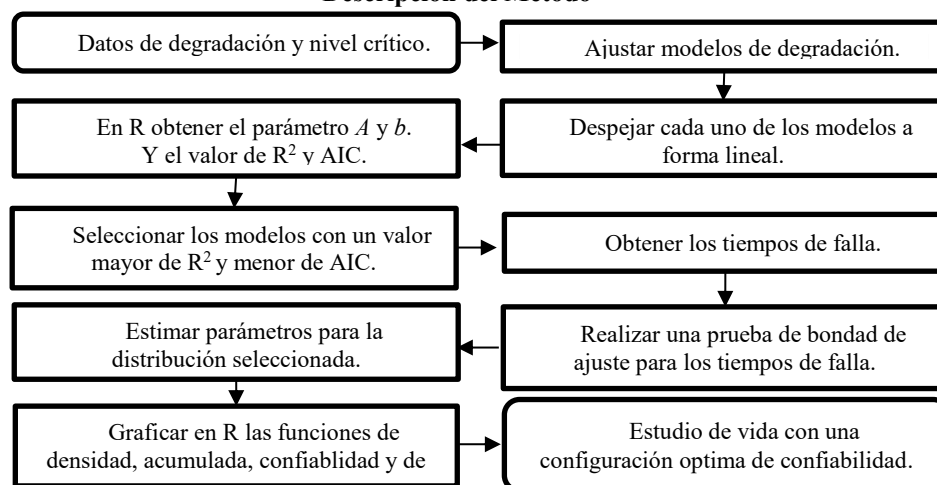 Descripción del Método
Datos de degradación y nivel crítico.
Ajustar modelos de degradación.
Despejar cada uno de los modelos a
forma lineal.
En R obtener el parámetro A y b.
Y el valor de R² y AIC.
Seleccionar los modelos con un valor
mayor de R² y menor de AIC.
Obtener los tiempos de falla.
Realizar una prueba de bondad de
ajuste para los tiempos de falla.
Estimar parámetros para la
distribución seleccionada.
Graficar en R las funciones de
densidad, acumulada, confiablidad y de
Estudio de vida con una
configuración optima de confiabilidad.